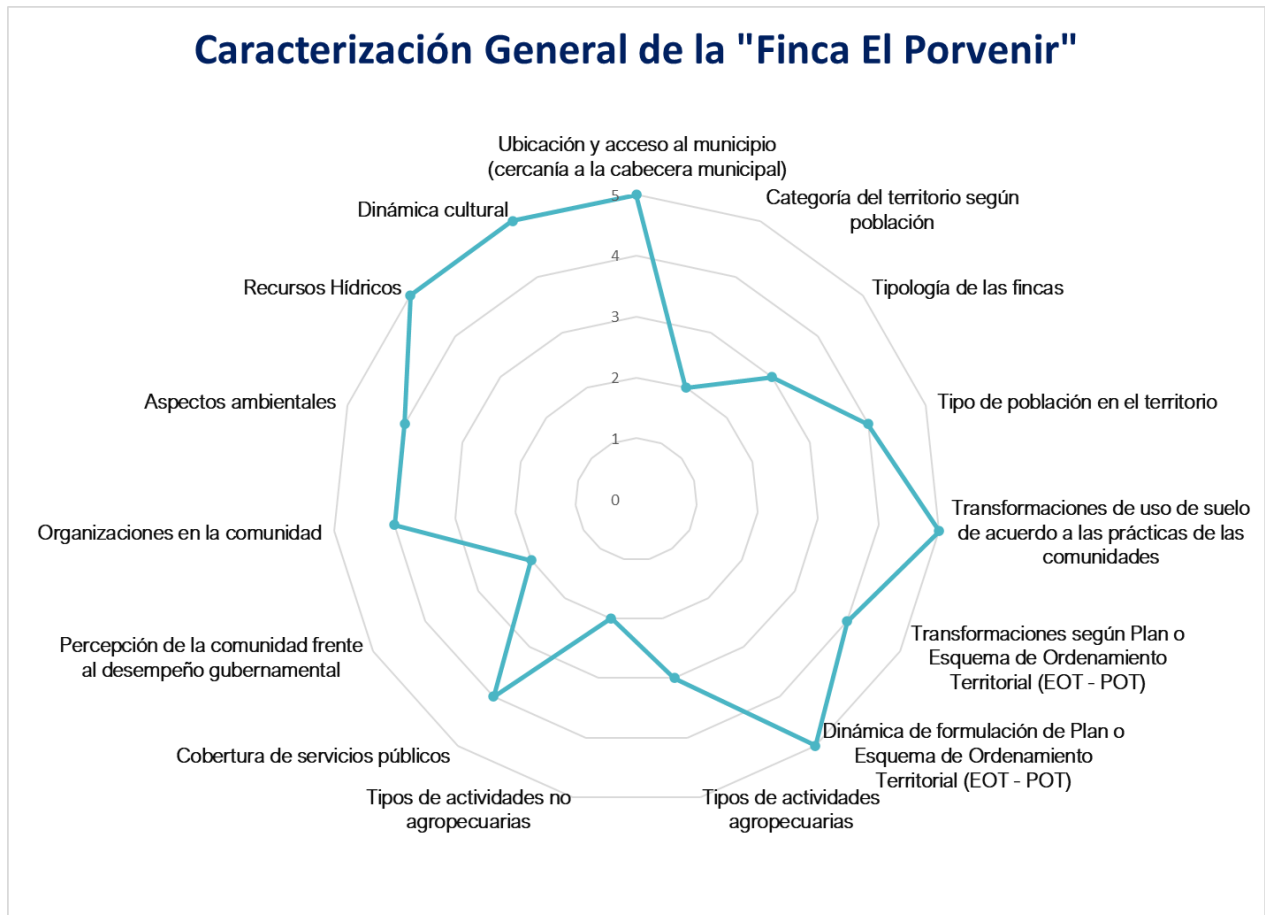 Caracterización General de la "Finca El Porvenir"
Ubicación y acceso al municipio
(cercanía a la cabecera municipal)
Categoría del territorio según
población
Tipología de las fincas
Tipo de población en el territorio
Transformaciones de uso de suelo
de acuerdo a las prácticas de las
comunidades
Transformaciones según Plan o
Esquema de Ordenamiento
Territorial (EOT - POT)
Dinámica de formulación de Plan o
Esquema de Ordenamiento
Territorial (EOT - POT)
Tipos de actividades
agropecuarias
Tipos de actividades no
agropecuarias
Cobertura de servicios públicos
Percepción de la comunidad frente
al desempeño gubernamental
Organizaciones en la comunidad
Aspectos ambientales
Recursos Hídricos
Dinámica cultural
5
4
3
2
1
0